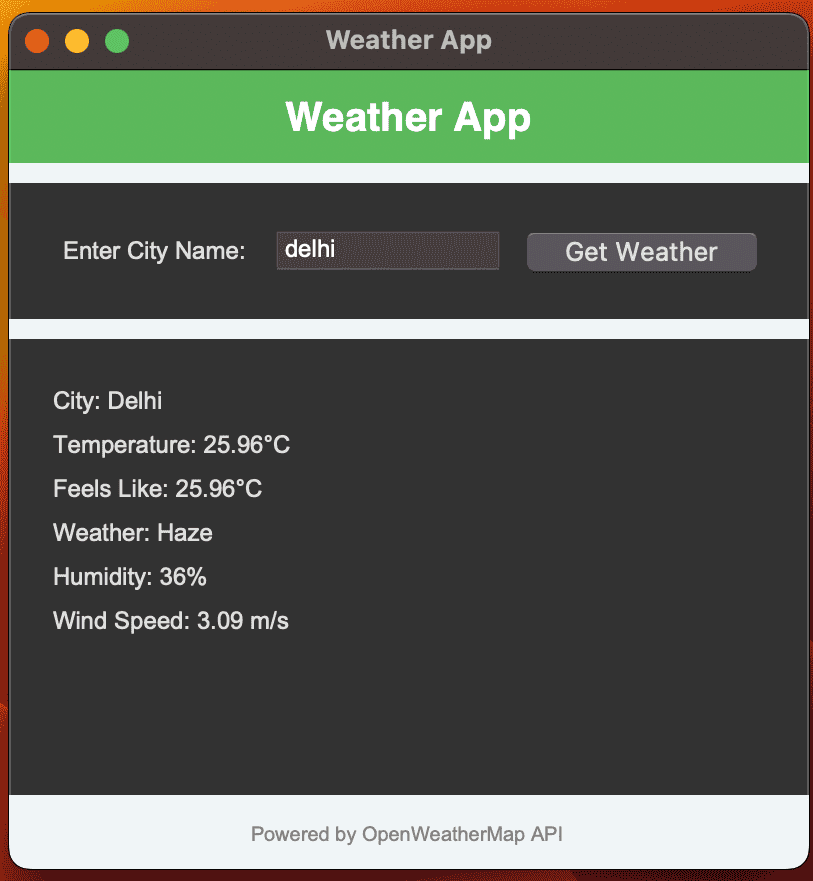 Weather App
Weather App
Enter City Name: delhi Get Weather
City: Delhi
Temperature: 25.96°C
Feels Like: 25.96°C
Weather: Haze
Humidity: 36%
Wind Speed: 3.09 m/s
Powered by OpenWeatherMap API